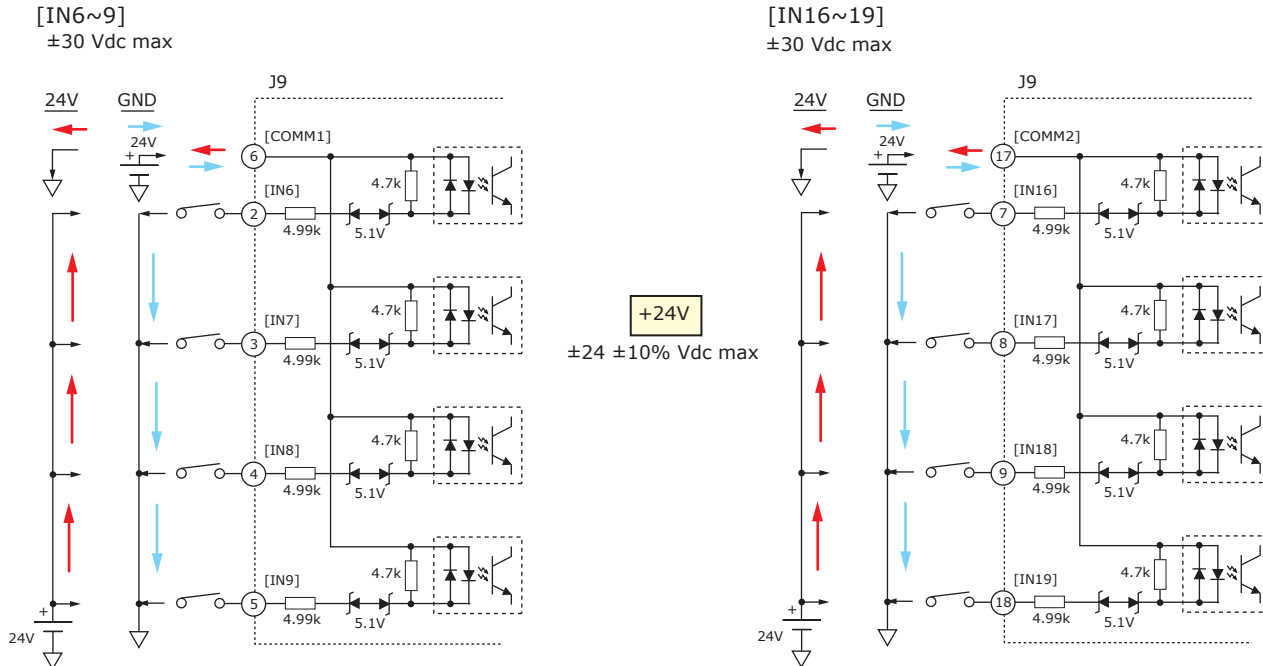 [IN6~9]
±30 Vdc max
J9
24V
GND
24V
+
[COMM1]
6
4.7k
[IN6]
2
4.99k
5.1V
4.7k
[IN7]
3
4.99k
5.1V
4.7k
[IN8]
4
4.99k
5.1V
4.7k
[IN9]
5
4.99k
5.1V
+
24V
+24V
±24 ±10% Vdc max
[IN16~19]
±30 Vdc max
J9
24V
GND
24V
+
[COMM2]
17
4.7k
[IN16]
7
4.99k
5.1V
4.7k
[IN17]
8
4.99k
5.1V
4.7k
[IN18]
9
4.99k
5.1V
4.7k
[IN19]
18
4.99k
5.1V
+
24V